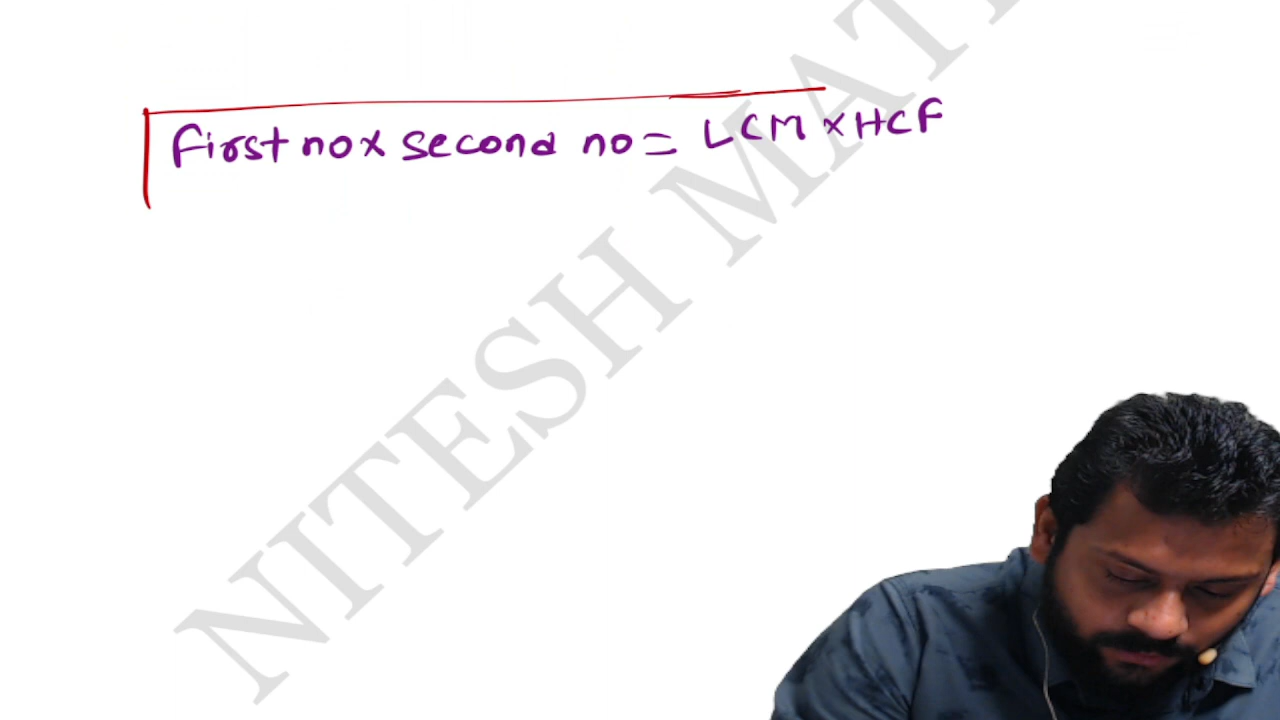 First no x second no = LCM x HCF
NITESH MAT